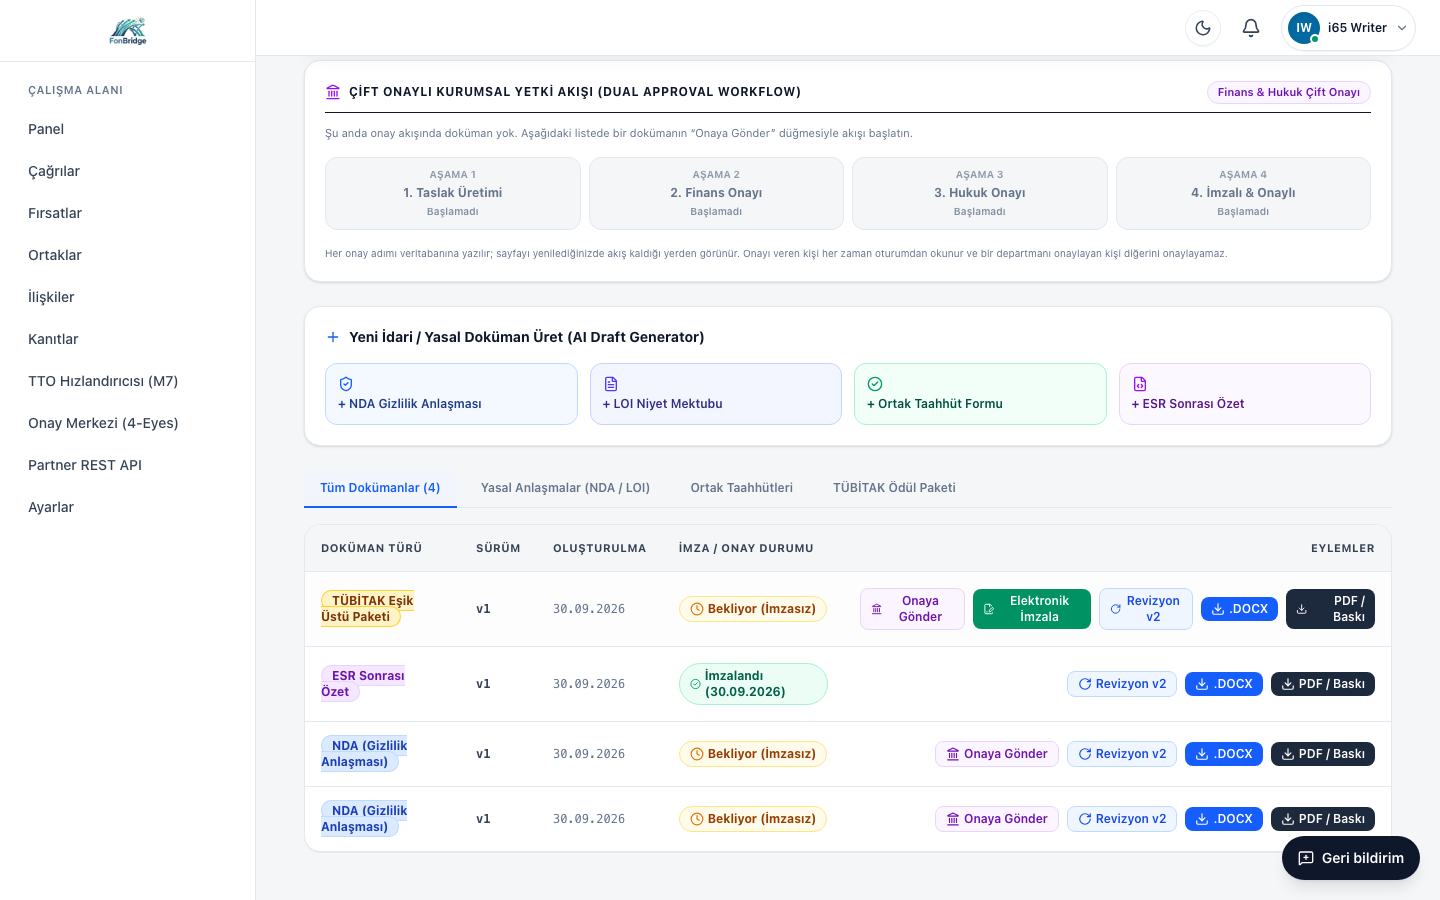 FonBridge
IW
i65 Writer
ÇALIŞMA ALANI
Panel
Çağrılar
Fırsatlar
Ortaklar
İlişkiler
Kanıtlar
TTO Hızlandırıcısı (M7)
Onay Merkezi (4-Eyes)
Partner REST API
Ayarlar
ÇİFT ONAYLI KURUMSAL YETKİ AKIŞI (DUAL APPROVAL WORKFLOW)
Finans & Hukuk Çift Onayı
Şu anda onay akışında doküman yok. Aşağıdaki listede bir dokümanın “Onaya Gönder” düğmesiyle akışı başlatın.
AŞAMA 1
1. Taslak Üretimi
Başlamadı
AŞAMA 2
2. Finans Onayı
Başlamadı
AŞAMA 3
3. Hukuk Onayı
Başlamadı
AŞAMA 4
4. İmzalı & Onaylı
Başlamadı
Her onay adımı veritabanına yazılır; sayfayı yenilediğinizde akış kaldığı yerden görünür. Onayı veren kişi her zaman oturumdan okunur ve bir departmanı onaylayan kişi diğerini onaylayamaz.
Yeni İdari / Yasal Doküman Üret (AI Draft Generator)
+ NDA Gizlilik Anlaşması
+ LOI Niyet Mektubu
+ Ortak Taahhüt Formu
+ ESR Sonrası Özet
Tüm Dokümanlar (4)
Yasal Anlaşmalar (NDA / LOI)
Ortak Taahhütleri
TÜBİTAK Ödül Paketi
DOKÜMAN TÜRÜ
SÜRÜM
OLUŞTURULMA
İMZA / ONAY DURUMU
EYLEMLER
TÜBİTAK Eşik
Üstü Paketi
v1
30.09.2026
Bekliyor (İmzasız)
Onaya
Gönder
Elektronik
İmzala
Revizyon
v2
.DOCX
PDF /
Baskı
ESR Sonrası
Özet
v1
30.09.2026
İmzalandı
(30.09.2026)
Revizyon v2
.DOCX
PDF / Baskı
NDA (Gizlilik
Anlaşması)
v1
30.09.2026
Bekliyor (İmzasız)
Onaya Gönder
Revizyon v2
.DOCX
PDF / Baskı
NDA (Gizlilik
Anlaşması)
v1
30.09.2026
Bekliyor (İmzasız)
Onaya Gönder
Revizyon v2
.DOCX
PDF / Baskı
Geri bildirim